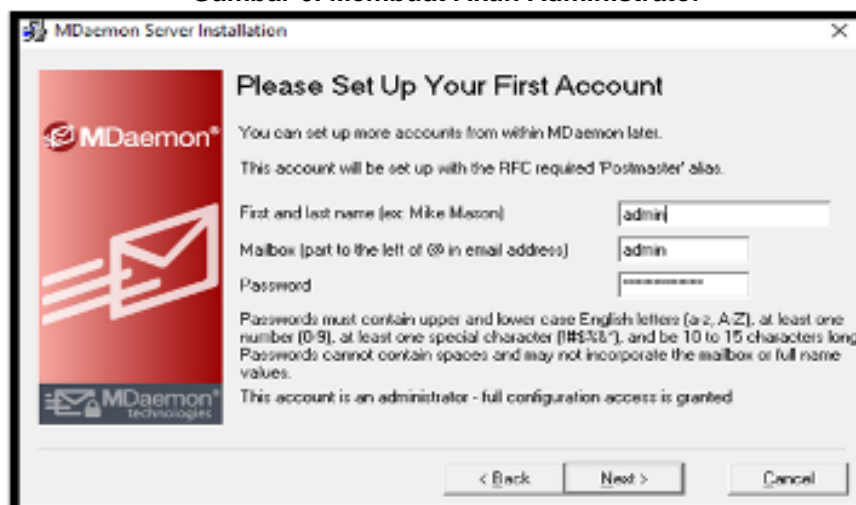 MDaemon Server Installation
Please Set Up Your First Account
MDaemon®
You can set up more accounts from within MDaemon later.
This account will be set up with the RFC required 'Postmaster' alias.
First and last name (ex: Mike Mason)
admin
Mailbox (part to the left of @ in email address)
admin
Password
Passwords must contain upper and lower case English letters (a-z, A-Z), at least one
number (0-9), at least one special character (!#$%&*), and be 10 to 15 characters long.
Passwords cannot contain spaces and may not incorporate the mailbox or full name
values.
This account is an administrator - full configuration access is granted
MDaemon®
technologies
< Back
Next >
Cancel